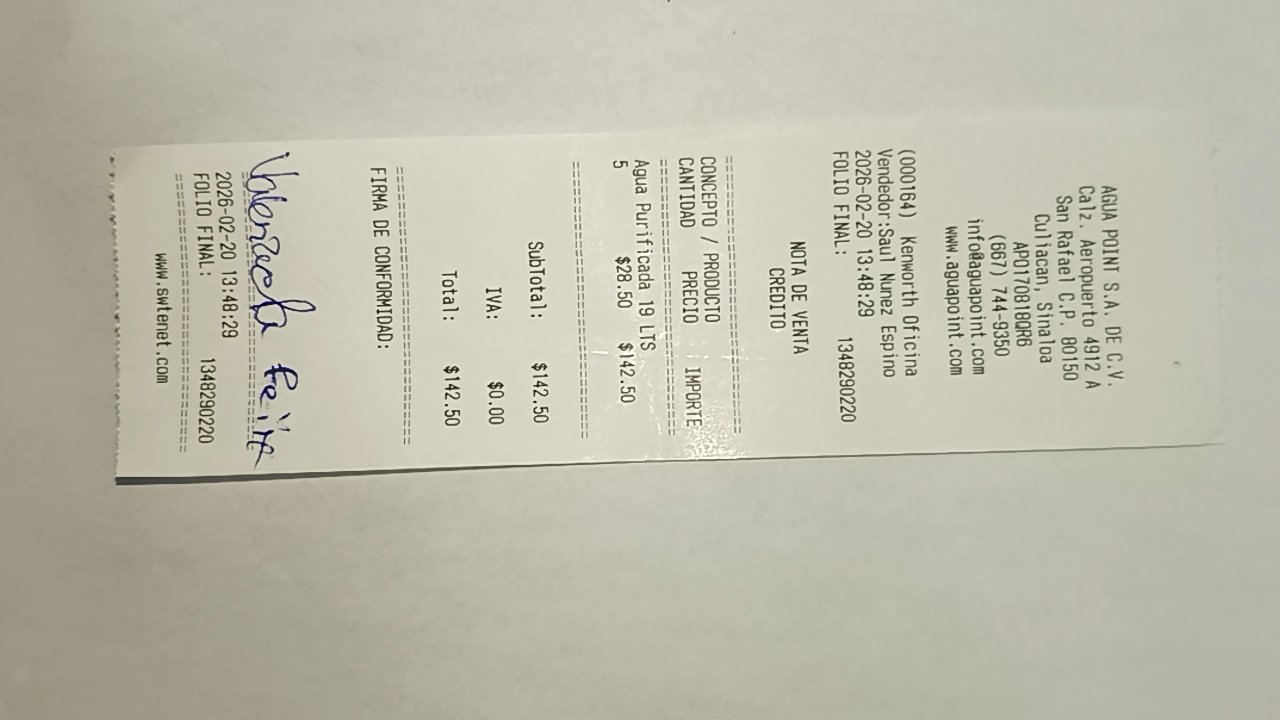 AGUA POINT S.A. DE C.V.
Calz. Aeropuerto 4912 A
San Rafael C.P. 80150
Culiacan, Sinaloa
APO170818QR6
(667) 744-9350
info@aguapoint.com
www.aguapoint.com
(000164) Kenworth Oficina
Vendedor:Saul Nunez Espino
2026-02-20 13:48:29
FOLIO FINAL: 1348290220
NOTA DE VENTA
CREDITO
CONCEPTO / PRODUCTO
CANTIDAD PRECIO IMPORTE
Agua Purificada 19 LTS
5 $28.50 $142.50
SubTotal: $142.50
IVA: $0.00
Total: $142.50
FIRMA DE CONFORMIDAD:
Valenzuela
2026-02-20 13:48:29
FOLIO FINAL: 1348290220
www.swtenet.com